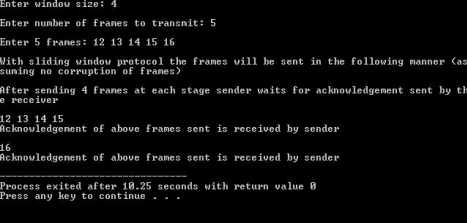 Enter window size: 4
Enter number of frames to transmit: 5
Enter 5 frames: 12 13 14 15 16
With sliding window protocol the frames will be sent in the following manner (as
suming no corruption of frames)
After sending 4 frames at each stage sender waits for acknowledgement sent by th
e receiver
12 13 14 15
Acknowledgement of above frames sent is received by sender
16
Acknowledgement of above frames sent is received by sender
--------------------------------
Process exited after 10.25 seconds with return value 0
Press any key to continue . . .